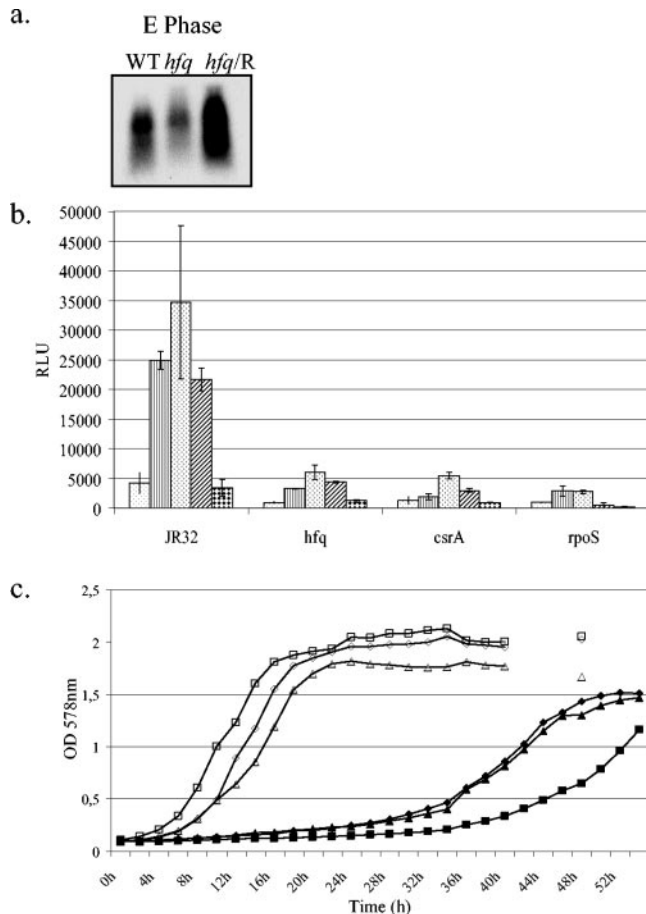 a.
E Phase
WT hfq hfq/R
b.
50000
45000
40000
35000
30000
25000
20000
15000
10000
5000
0
RLU
JR32 hfq csrA rpoS
c.
2,5
2
1,5
1
0,5
0
OD 578nm
0h 4h 8h 12h 16h 20h 24h 28h 32h 36h 40h 44h 48h 52h
Time (h)